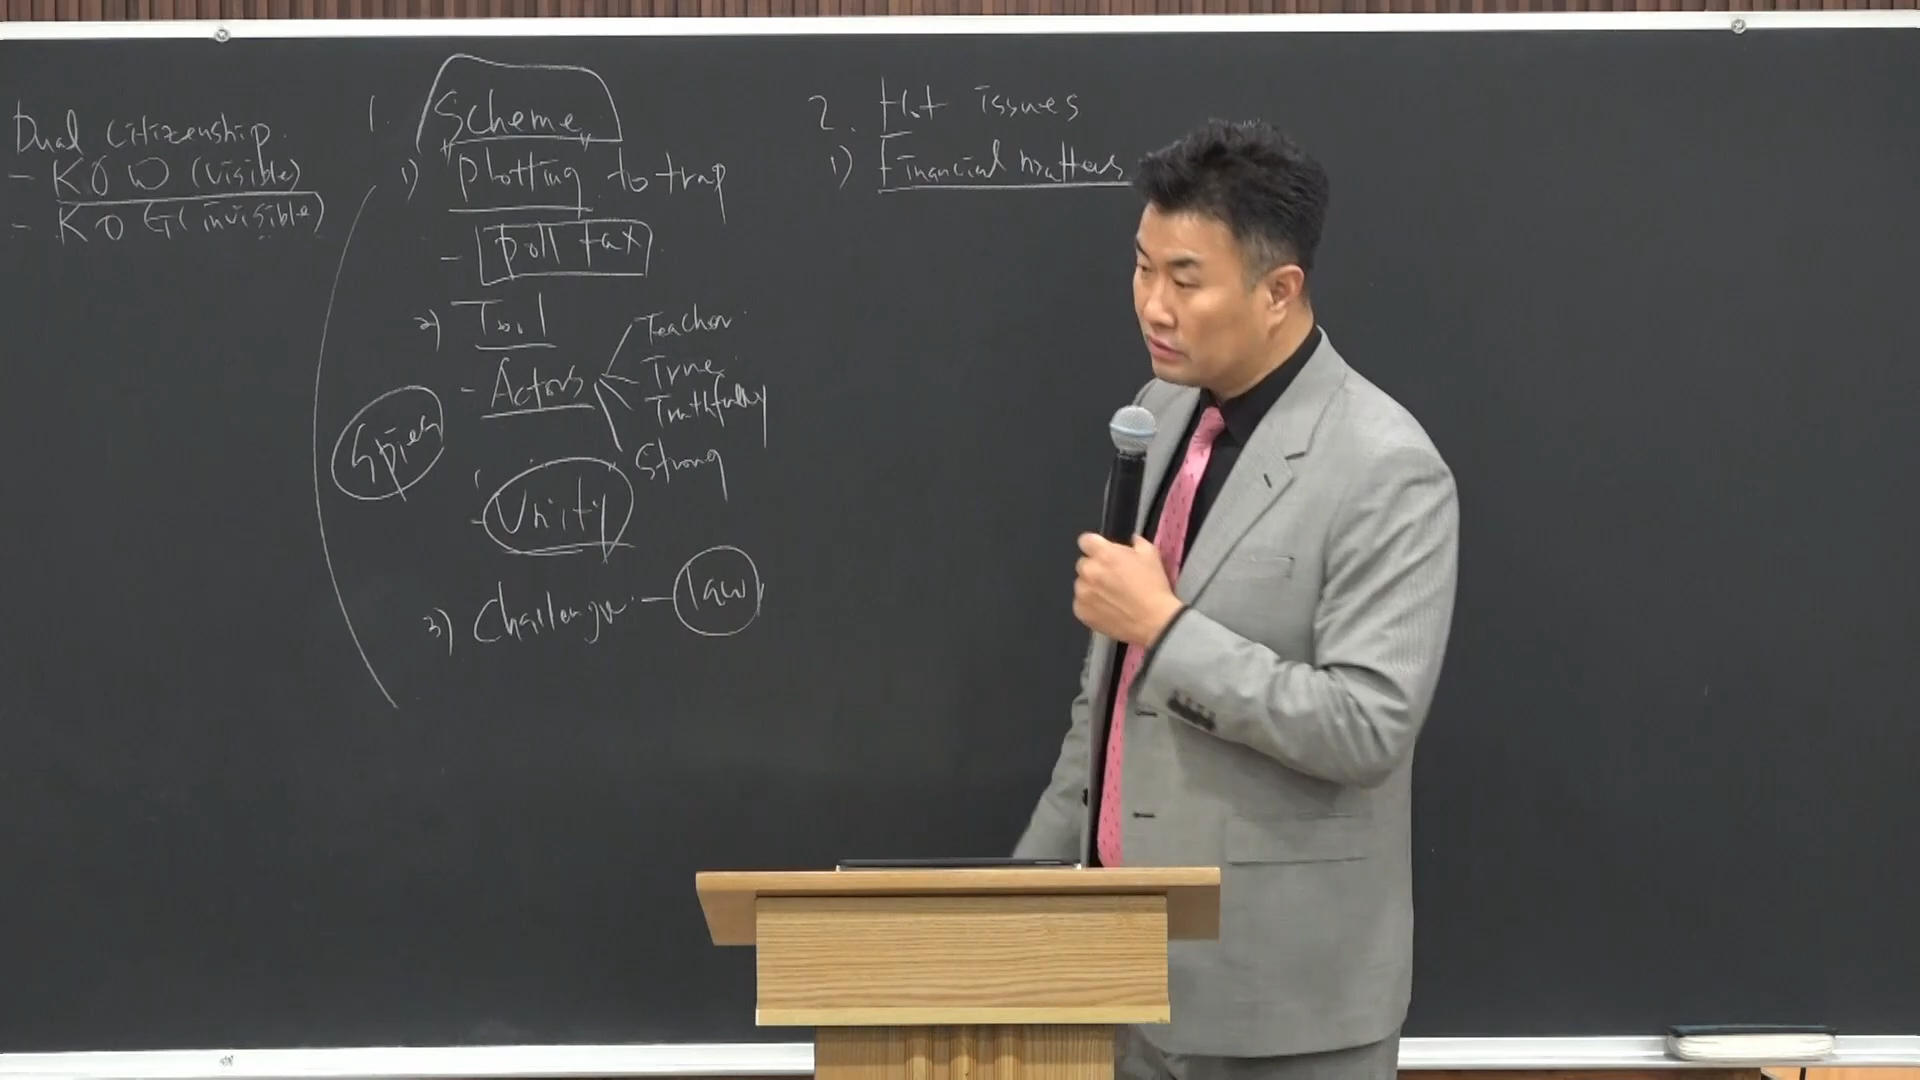 Dual Citizenship.
- KOW (Visible)
- KOG (invisible)
1. Scheme
1) Plotting to trap
- Poll tax
2) Tool
- Actors
Teacher
True
Truthfully
Strong
Spies
- Unity
3) Challenge - law
2. Hot issues
1) Financial matters